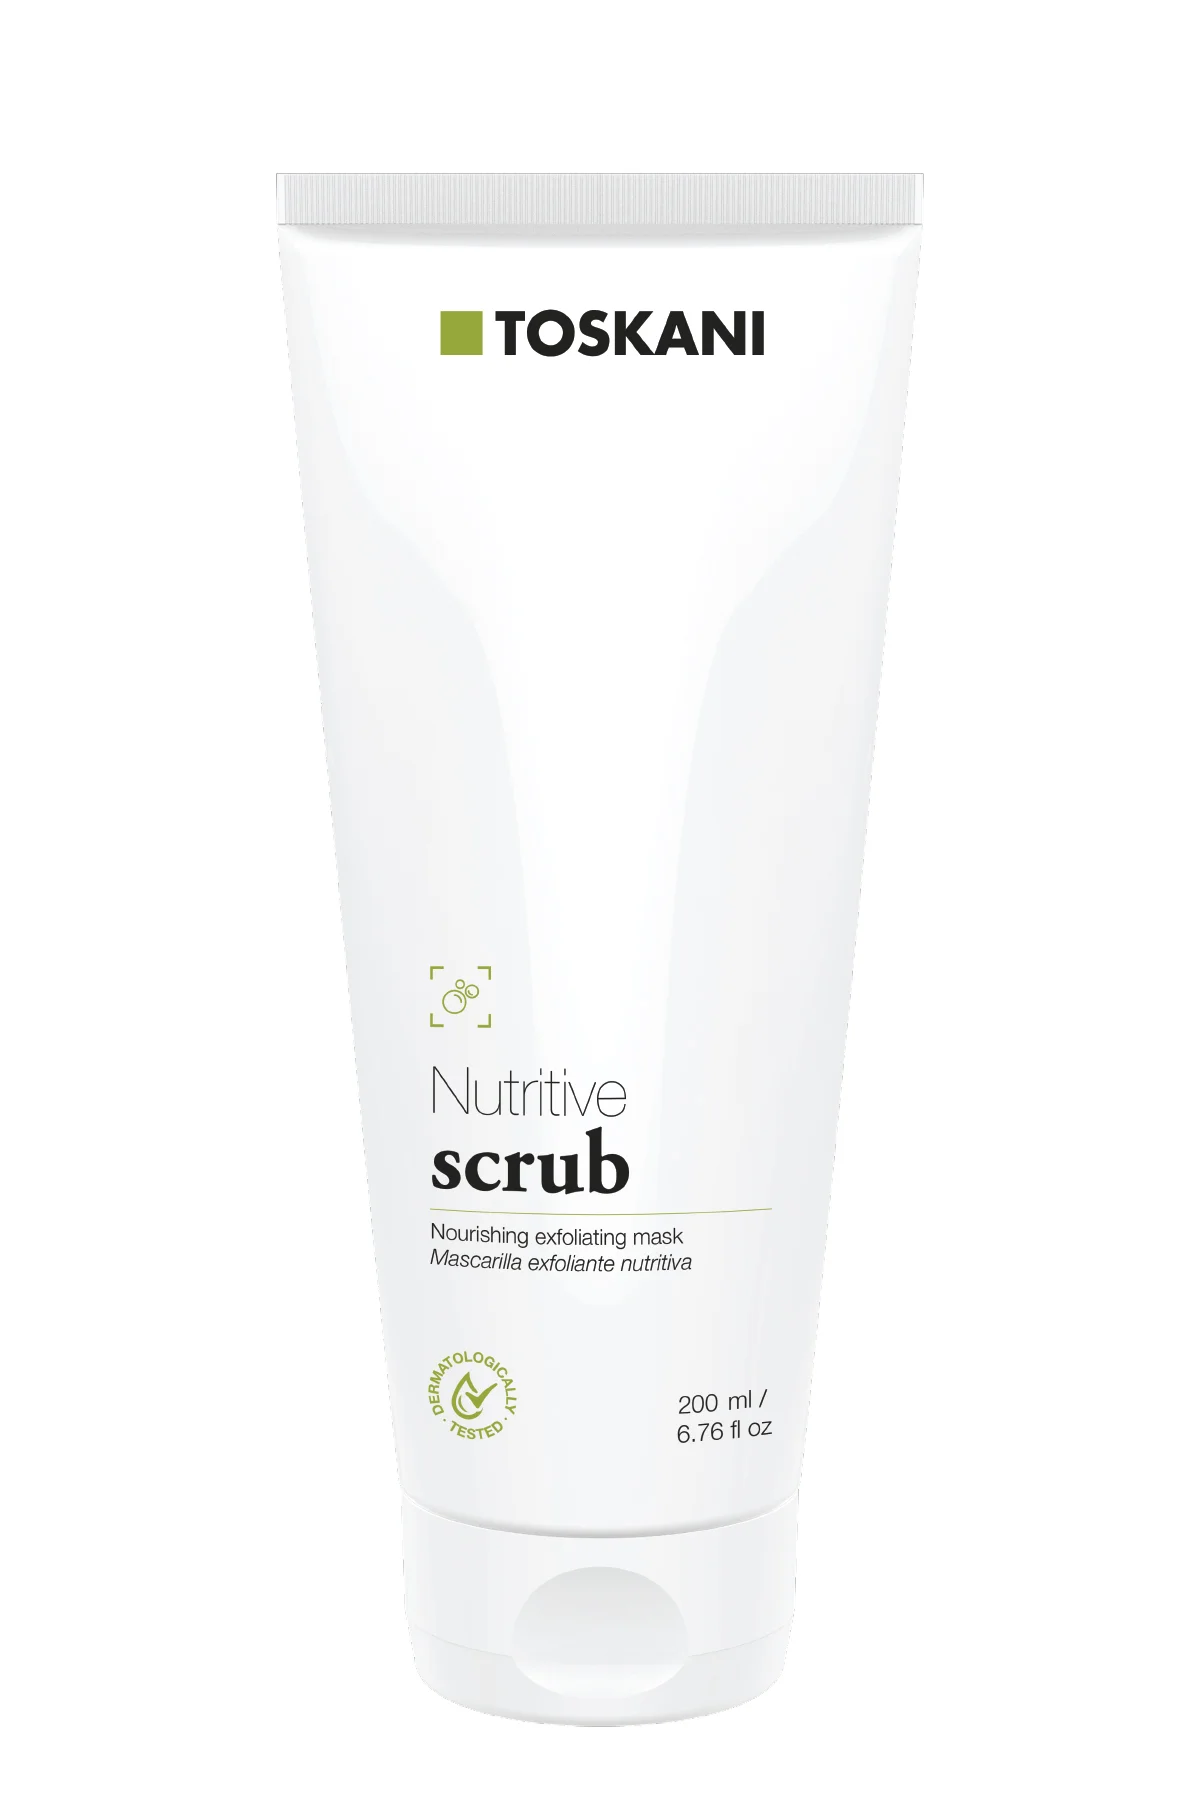 TOSKANI
Nutritive
scrub
Nourishing exfoliating mask
Mascarilla exfoliante nutritiva
DERMATOLOGICALLY
· TESTED ·
200 ml /
6.76 fl oz